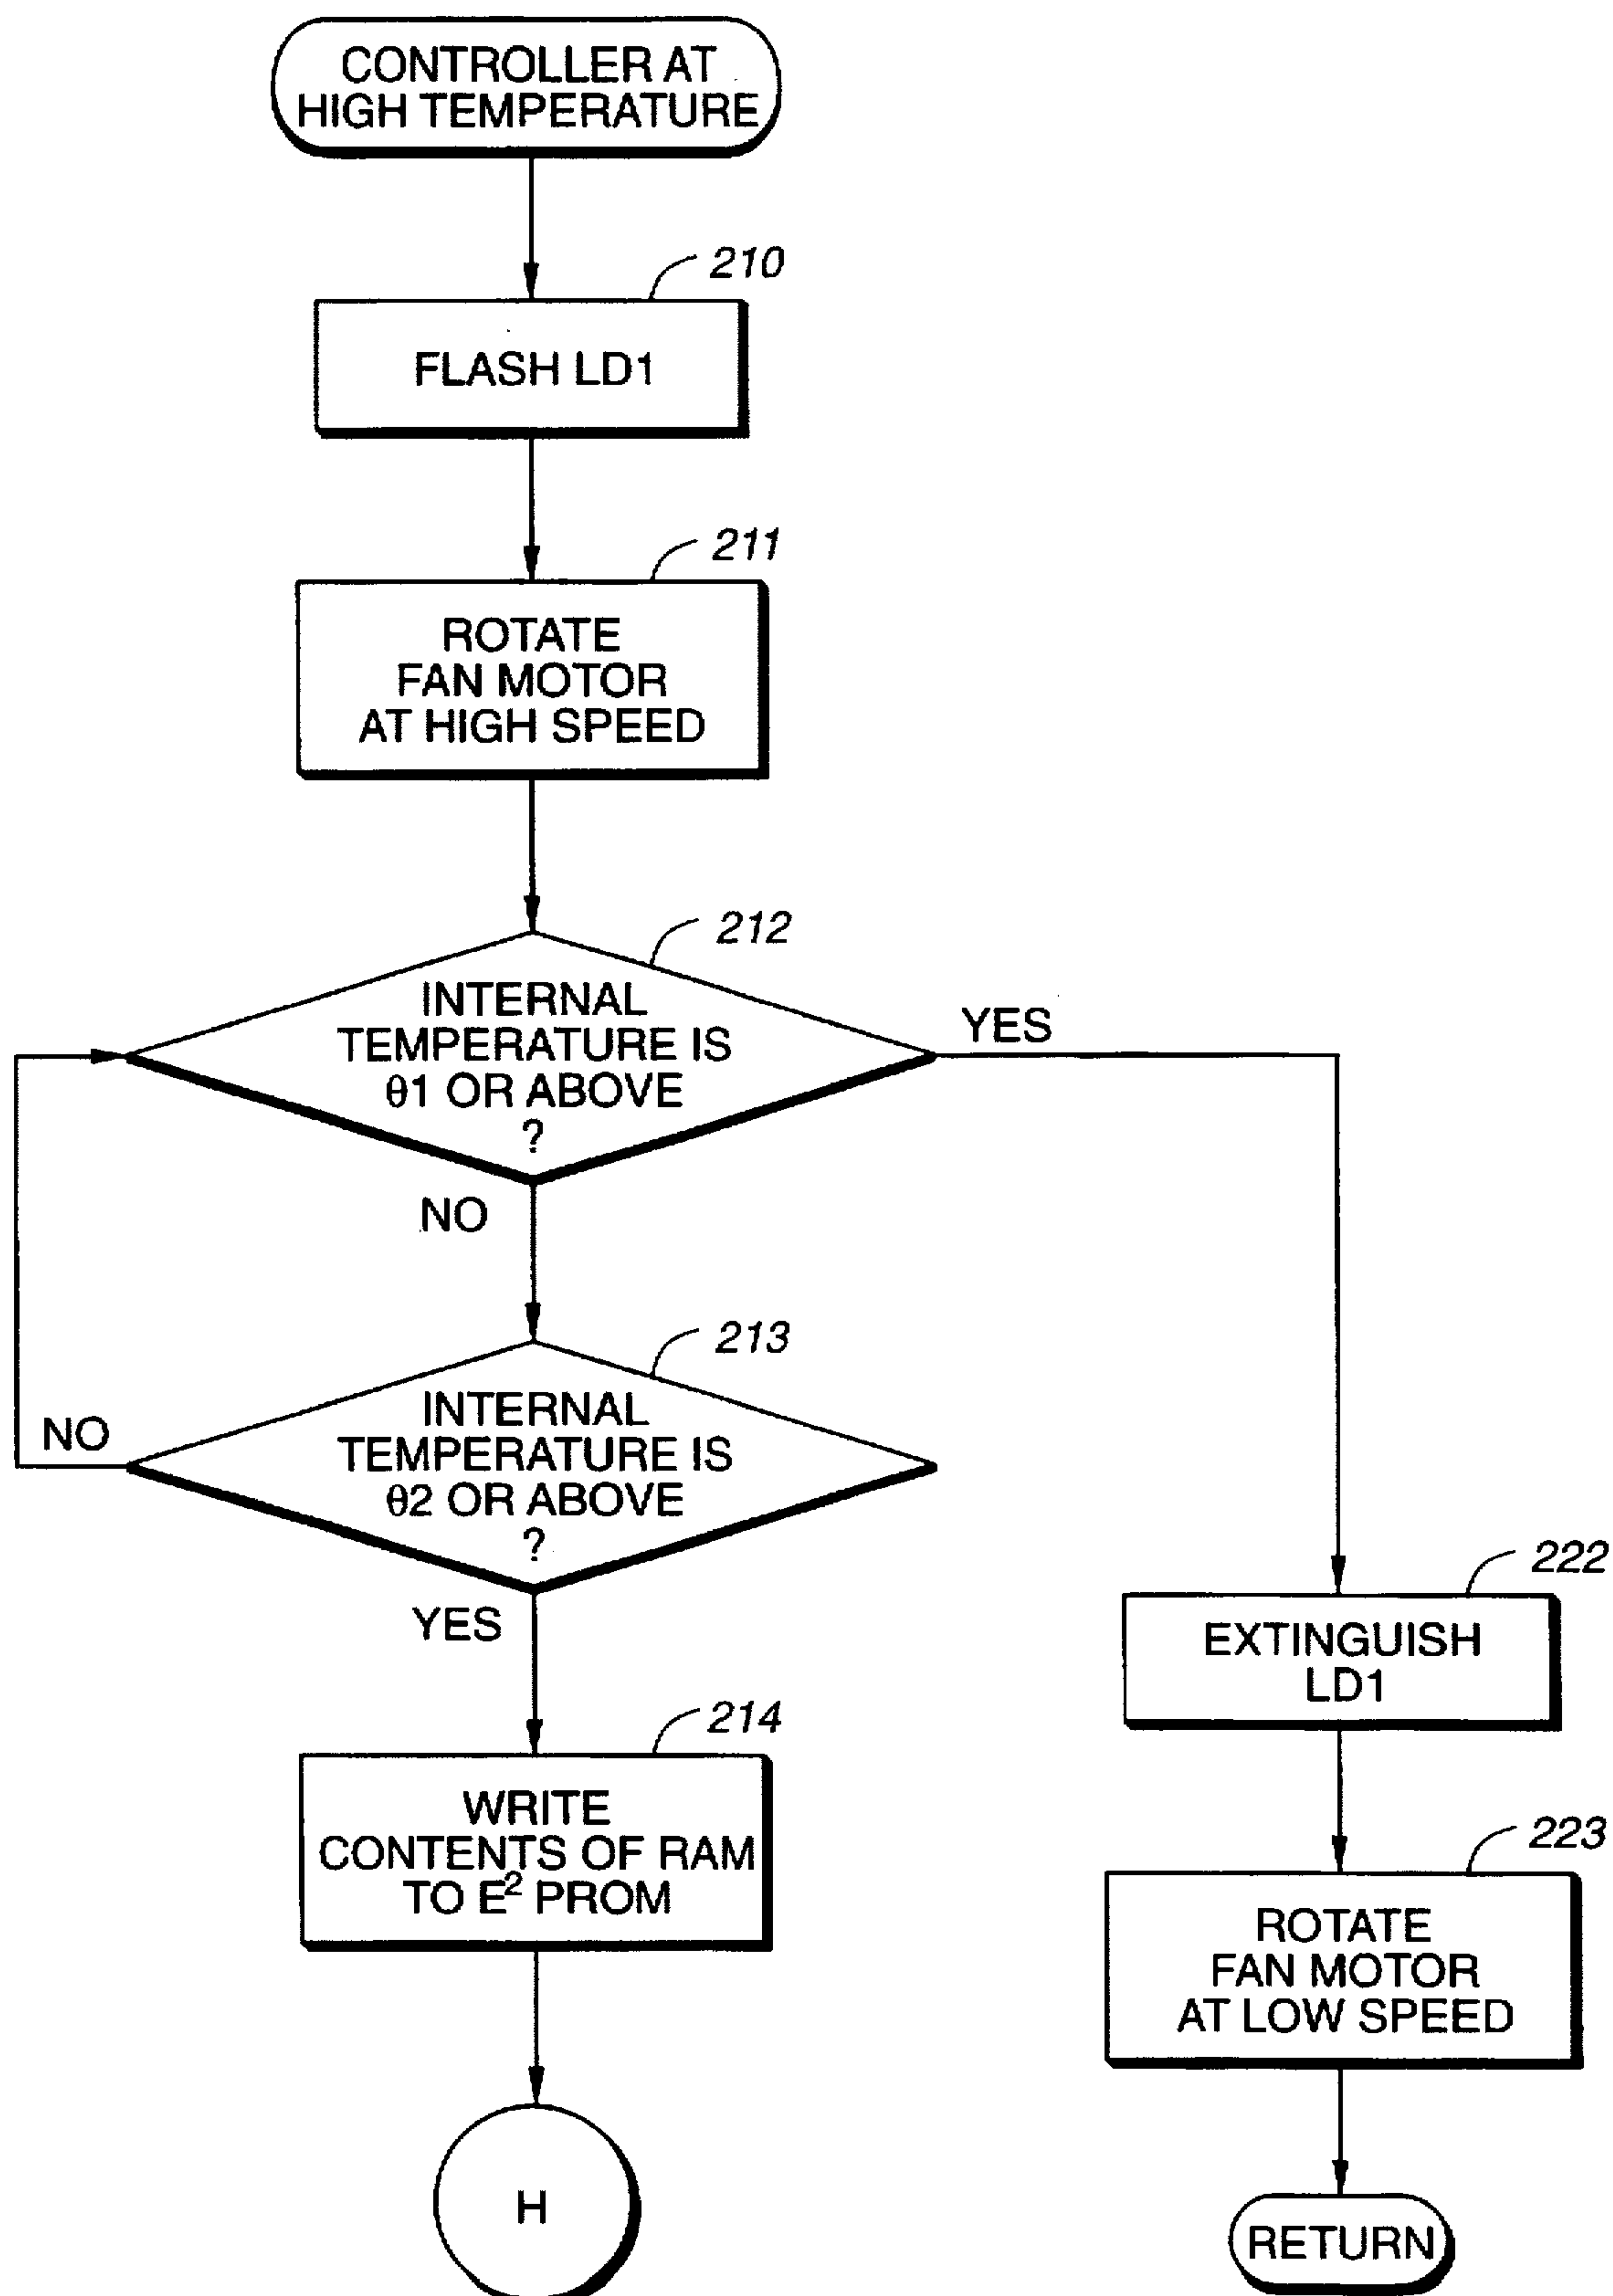 CONTROLLER AT
HIGH TEMPERATURE
210
FLASH LD1
211
ROTATE
FAN MOTOR
AT HIGH SPEED
212
INTERNAL
TEMPERATURE IS
θ1 OR ABOVE
?
YES
NO
213
INTERNAL
TEMPERATURE IS
θ2 OR ABOVE
?
NO
YES
214
WRITE
CONTENTS OF RAM
TO E² PROM
H
222
EXTINGUISH
LD1
223
ROTATE
FAN MOTOR
AT LOW SPEED
RETURN